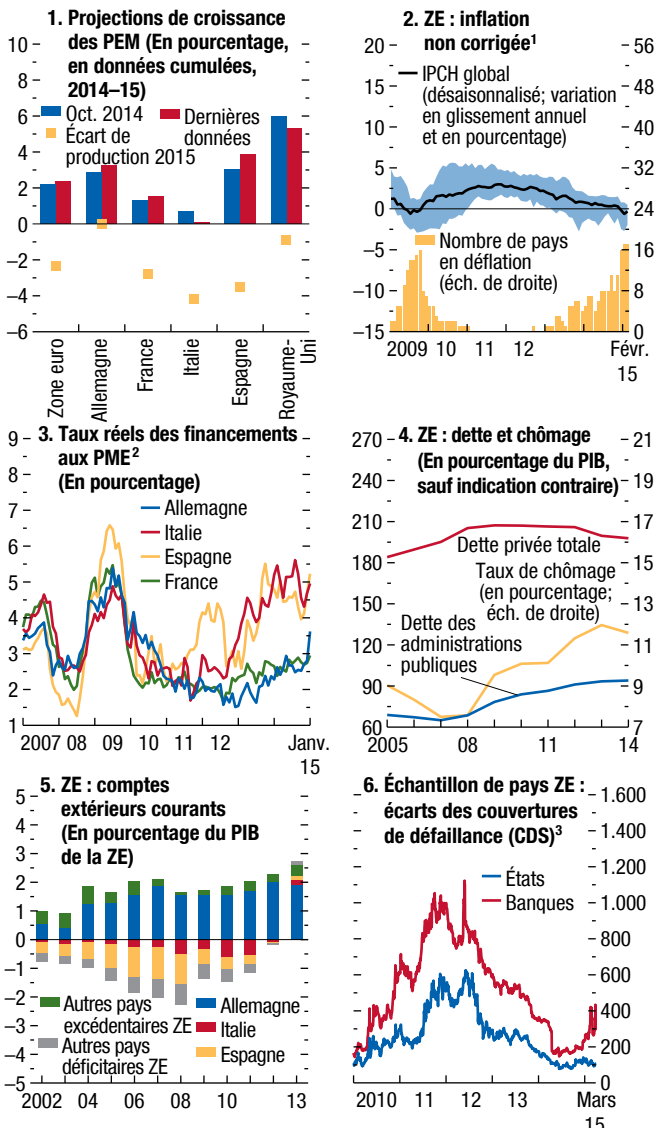 1. Projections de croissance
des PEM (En pourcentage,
en données cumulées,
2014–15)
Oct. 2014
Dernières
données
Écart de
production 2015
10
8
6
4
2
0
–2
–4
–6
Zone euro
Allemagne
France
Italie
Espagne
Royaume-
Uni
2. ZE : inflation
non corrigée1
IPCH global
(désaisonnalisé; variation
en glissement annuel
et en pourcentage)
Nombre de pays
en déflation
(éch. de droite)
20
15
10
5
0
–5
–10
–15
56
52
48
44
40
36
32
28
24
20
16
12
8
4
0
2009 10 11 12 Févr.
15
3. Taux réels des financements
aux PME2
(En pourcentage)
Allemagne
Italie
Espagne
France
9
8
7
6
5
4
3
2
1
2007 08 09 10 11 12 Janv.
15
4. ZE : dette et chômage
(En pourcentage du PIB,
sauf indication contraire)
Dette privée totale
Taux de chômage
(en pourcentage;
éch. de droite)
Dette des
administrations
publiques
270
240
210
180
150
120
90
60
21
19
17
15
13
11
9
7
2005 08 11 14
5. ZE : comptes
extérieurs courants
(En pourcentage du PIB
de la ZE)
Autres pays
excédentaires ZE
Autres pays
déficitaires ZE
Allemagne
Italie
Espagne
5
4
3
2
1
0
–1
–2
–3
–4
–5
2002 04 06 08 10 13
6. Échantillon de pays ZE :
écarts des couvertures
de défaillance (CDS)3
États
Banques
1.600
1.400
1.200
1.000
800
600
400
200
0
2010 11 12 13 Mars
15